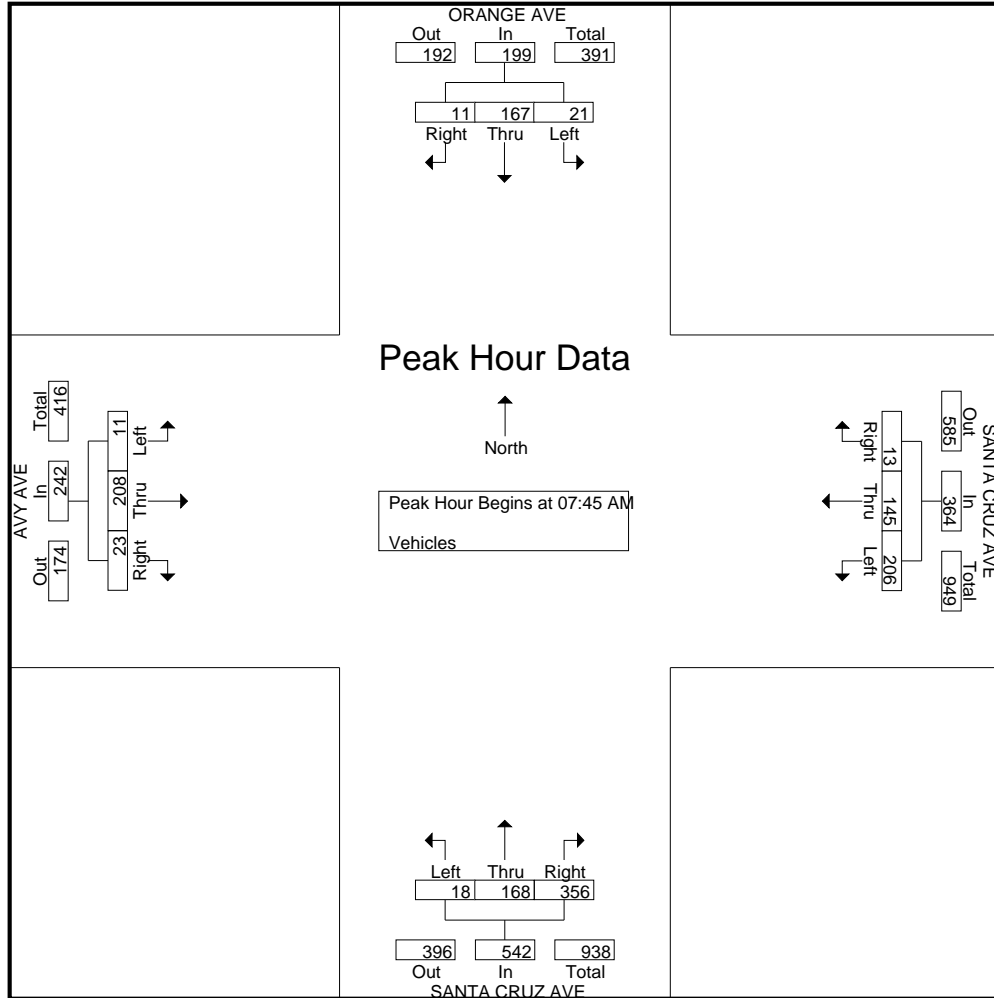 ORANGE AVE
Out In Total
192 199 391
11 167 21
Right Thru Left
Peak Hour Data
North
Peak Hour Begins at 07:45 AM
Vehicles
AVY AVE
Out In Total
174 242 416
23 208 11
Right Thru Left
SANTA CRUZ AVE
Out In Total
585 364 949
13 145 206
Right Thru Left
Left Thru Right
18 168 356
396 542 938
Out In Total
SANTA CRUZ AVE